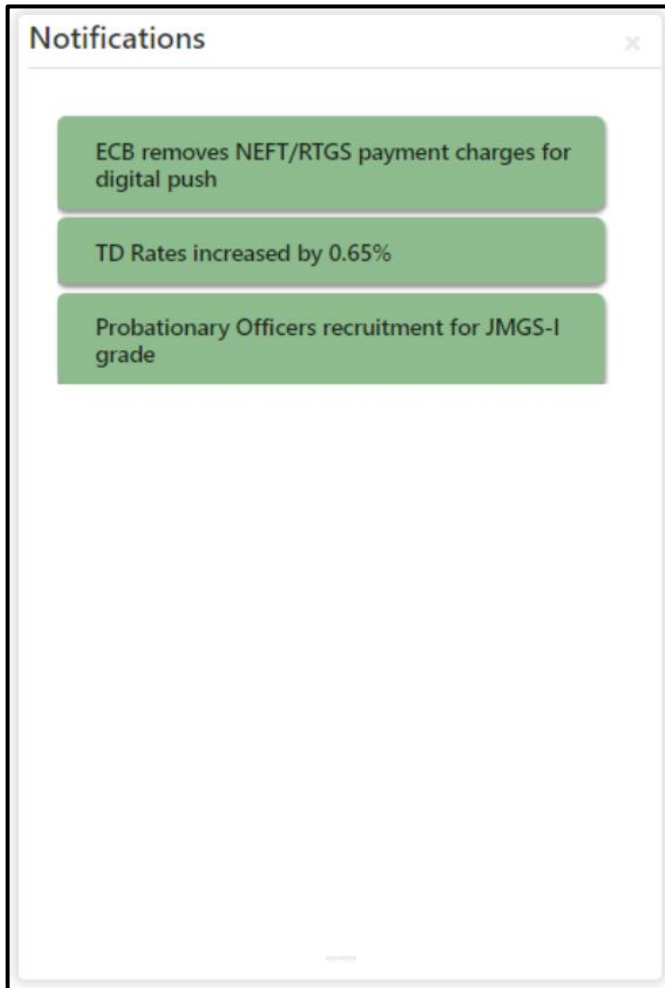 Notifications
ECB removes NEFT/RTGS payment charges for
digital push
TD Rates increased by 0.65%
Probationary Officers recruitment for JMGS-I
grade